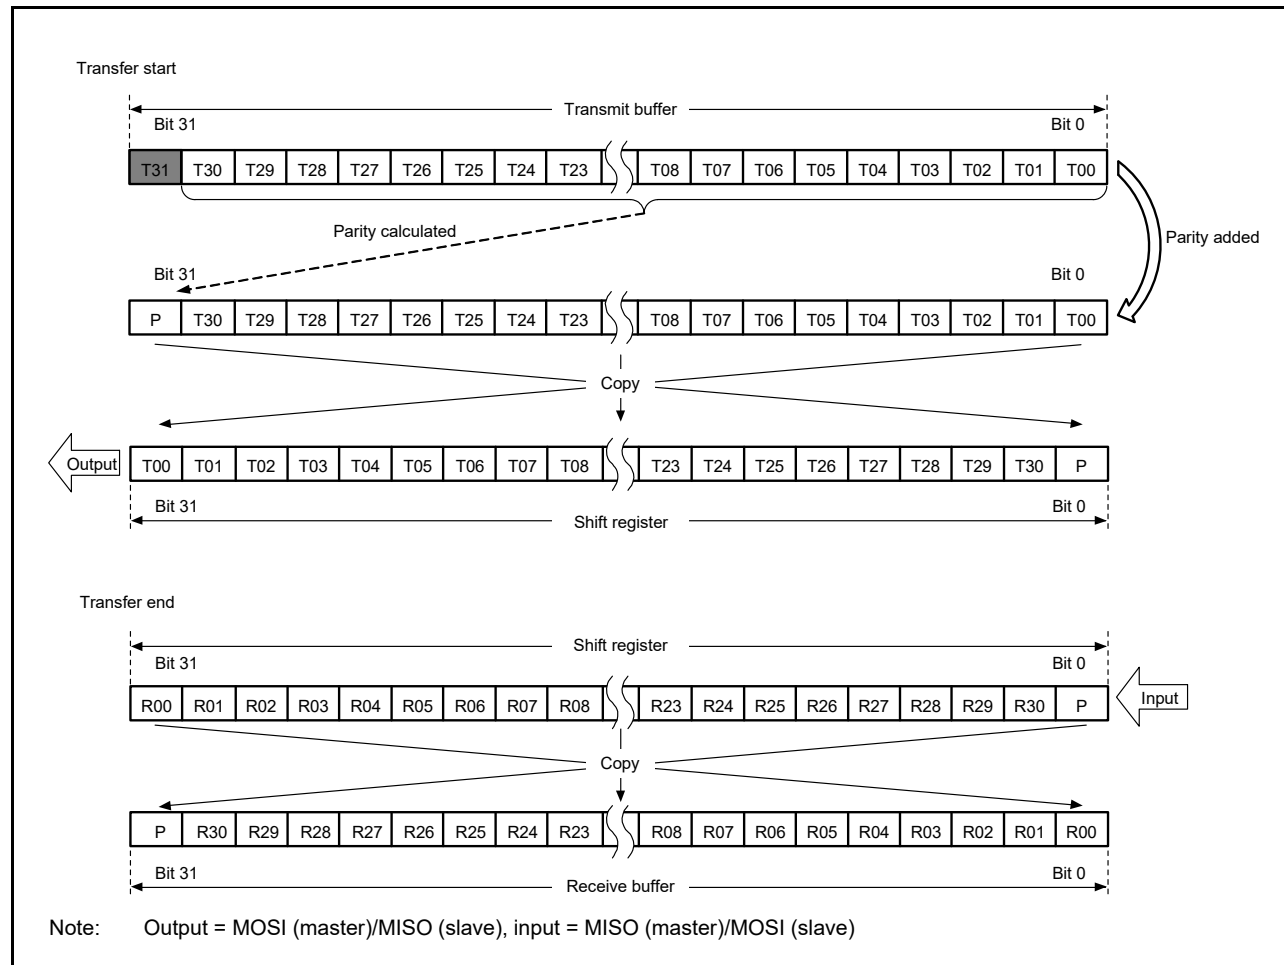 Transfer start
Transmit buffer
Bit 31 Bit 0
T31 T30 T29 T28 T27 T26 T25 T24 T23 T08 T07 T06 T05 T04 T03 T02 T01 T00
Parity calculated
Parity added
Bit 31 Bit 0
P T30 T29 T28 T27 T26 T25 T24 T23 T08 T07 T06 T05 T04 T03 T02 T01 T00
Copy
Output
T00 T01 T02 T03 T04 T05 T06 T07 T08 T23 T24 T25 T26 T27 T28 T29 T30 P
Bit 31 Bit 0
Shift register
Transfer end
Shift register
Bit 31 Bit 0
R00 R01 R02 R03 R04 R05 R06 R07 R08 R23 R24 R25 R26 R27 R28 R29 R30 P
Input
Copy
P R30 R29 R28 R27 R26 R25 R24 R23 R08 R07 R06 R05 R04 R03 R02 R01 R00
Bit 31 Bit 0
Receive buffer
Note: Output = MOSI (master)/MISO (slave), input = MISO (master)/MOSI (slave)